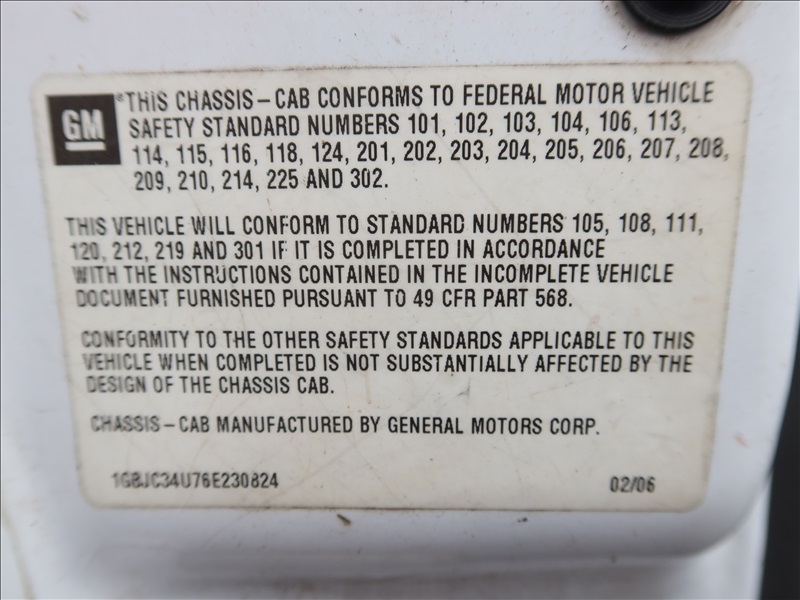 GM
*THIS CHASSIS-CAB CONFORMS TO FEDERAL MOTOR VEHICLE
SAFETY STANDARD NUMBERS 101, 102, 103, 104, 106, 113,
114, 115, 116, 118, 124, 201, 202, 203, 204, 205, 206, 207, 208,
209, 210, 214, 225 AND 302.
THIS VEHICLE WILL CONFORM TO STANDARD NUMBERS 105, 108, 111,
120, 212, 219 AND 301 IF IT IS COMPLETED IN ACCORDANCE
WITH THE INSTRUCTIONS CONTAINED IN THE INCOMPLETE VEHICLE
DOCUMENT FURNISHED PURSUANT TO 49 CFR PART 568.
CONFORMITY TO THE OTHER SAFETY STANDARDS APPLICABLE TO THIS
VEHICLE WHEN COMPLETED IS NOT SUBSTANTIALLY AFFECTED BY THE
DESIGN OF THE CHASSIS CAB.
CHASSIS-CAB MANUFACTURED BY GENERAL MOTORS CORP.
1GBJC34U76E230824 02/06